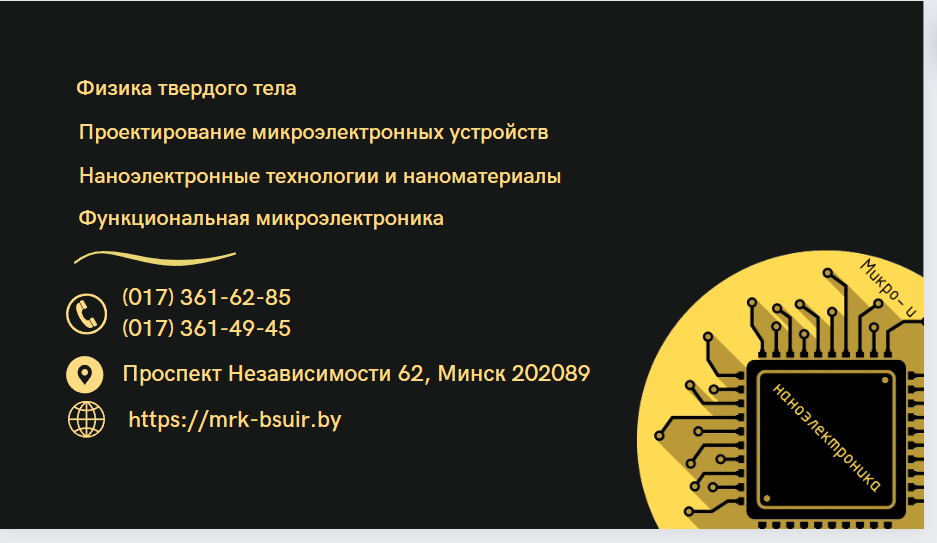 Физика твердого тела
Проектирование микроэлектронных устройств
Наноэлектронные технологии и наноматериалы
Функциональная микроэлектроника
(017) 361-62-85
(017) 361-49-45
Проспект Независимости 62, Минск 202089
https://mrk-bsuir.by
Микро- и
наноэлектроника